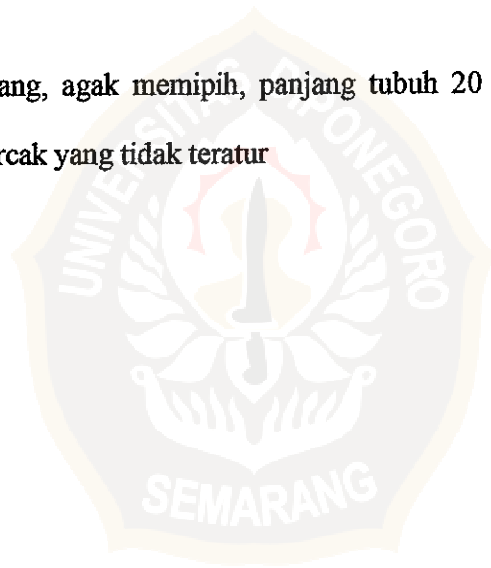 ang, agak memipih, panjang tubuh 20
rcak yang tidak teratur
UNIVERSITAS DIPONEGORO
SEMARANG